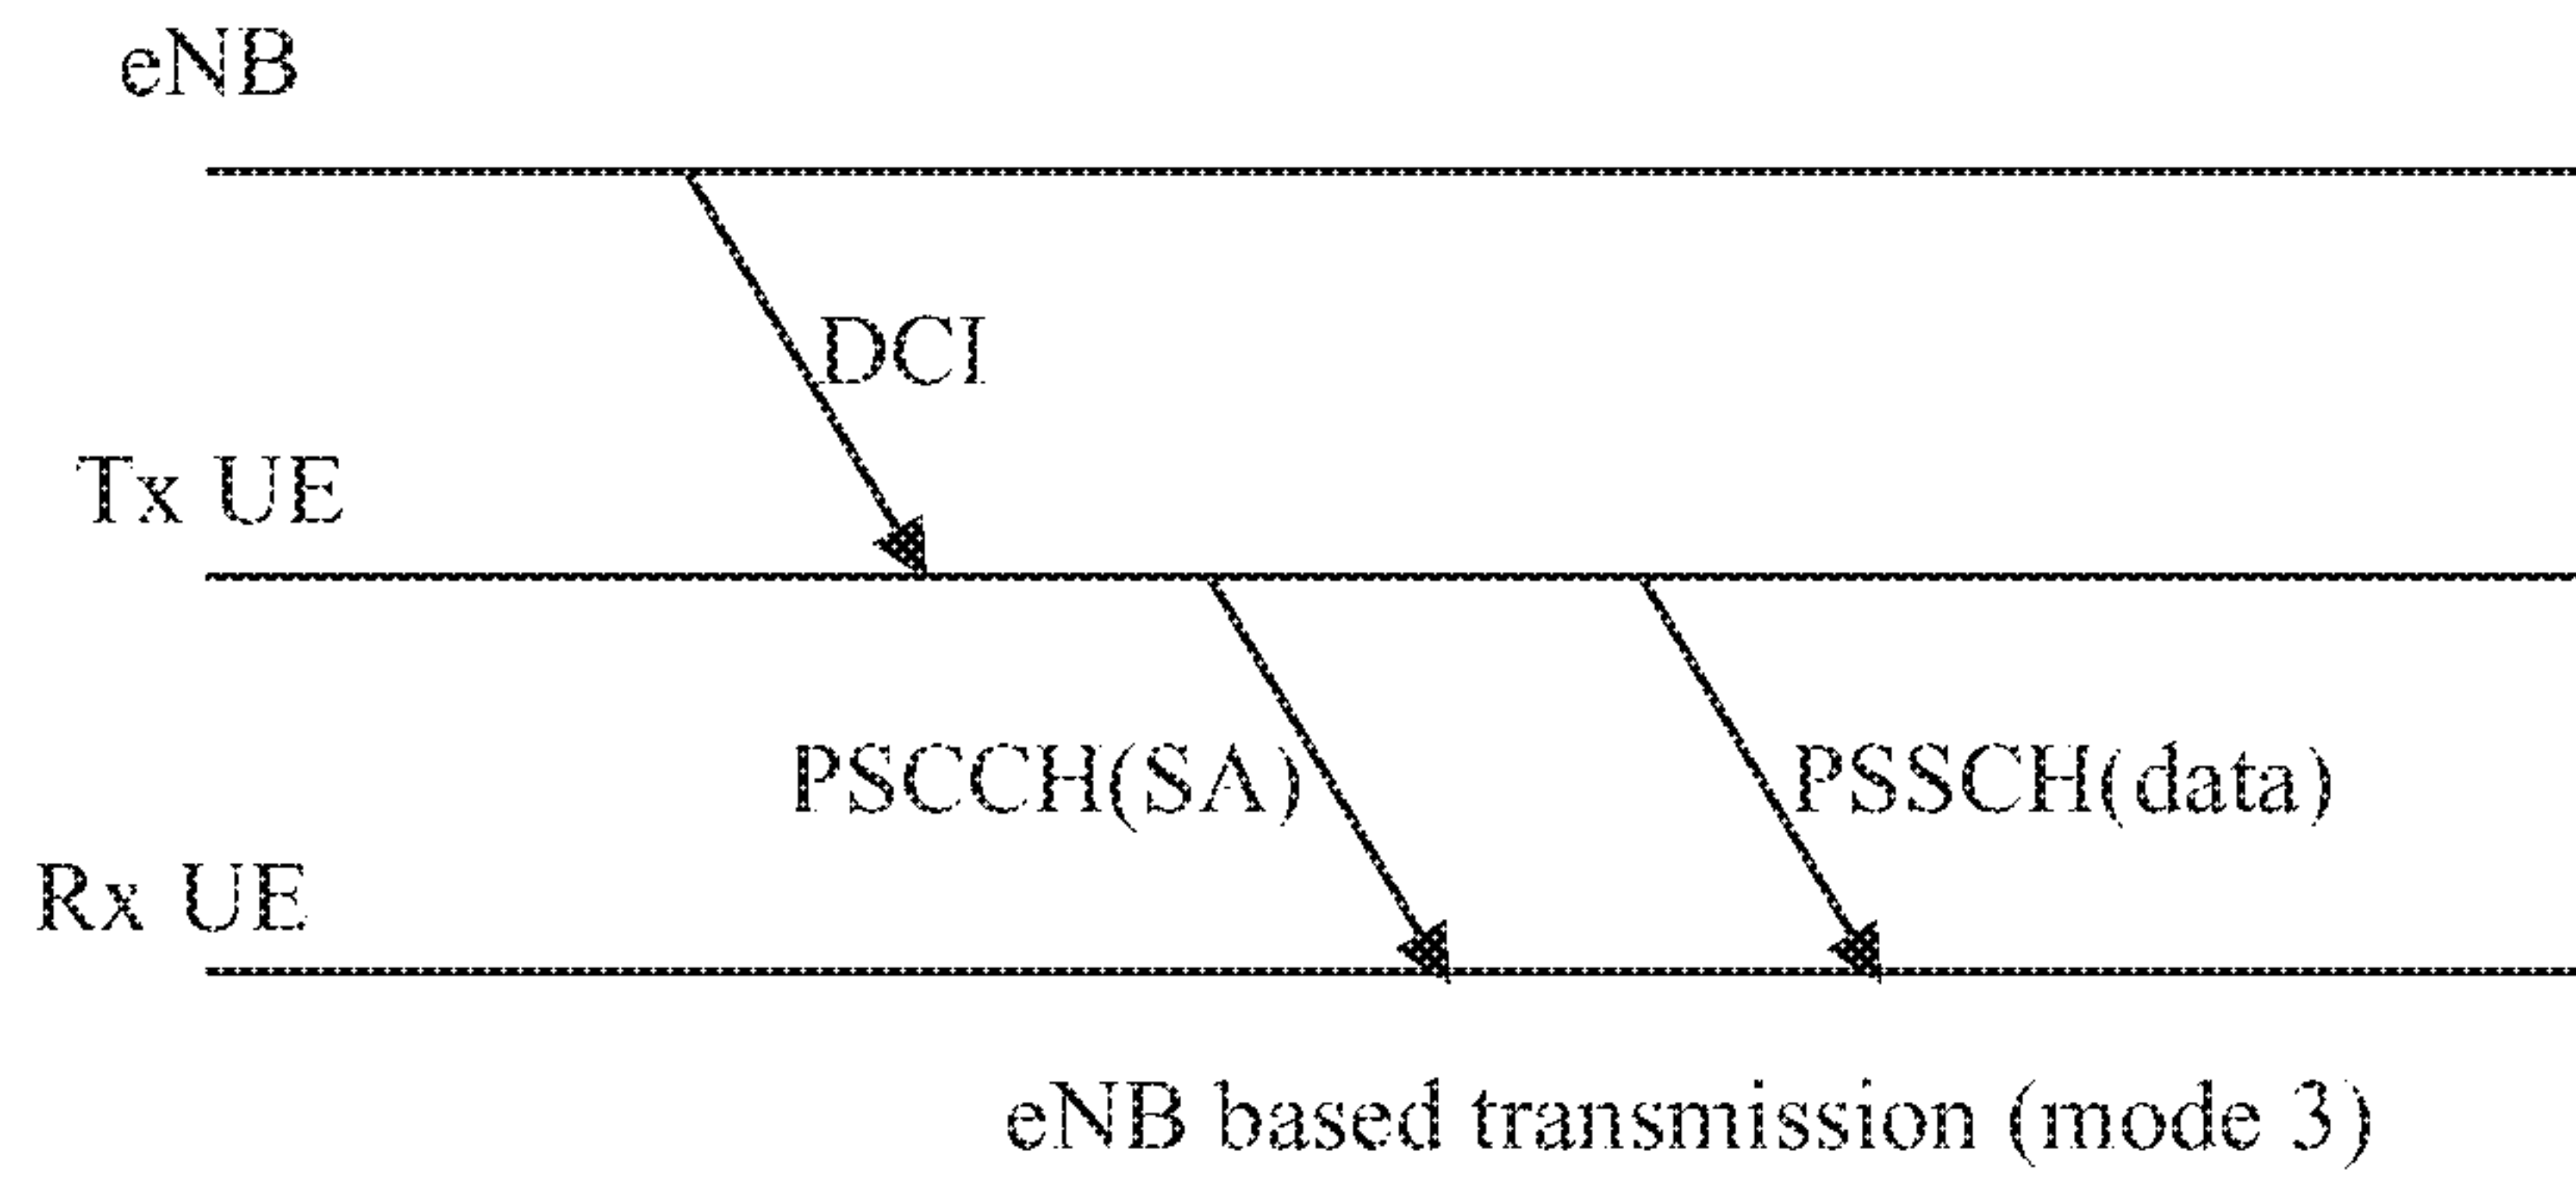 eNB
DCI
Tx UE
PSCCH(SA)
PSSCH(data)
Rx UE
eNB based transmission (mode 3)